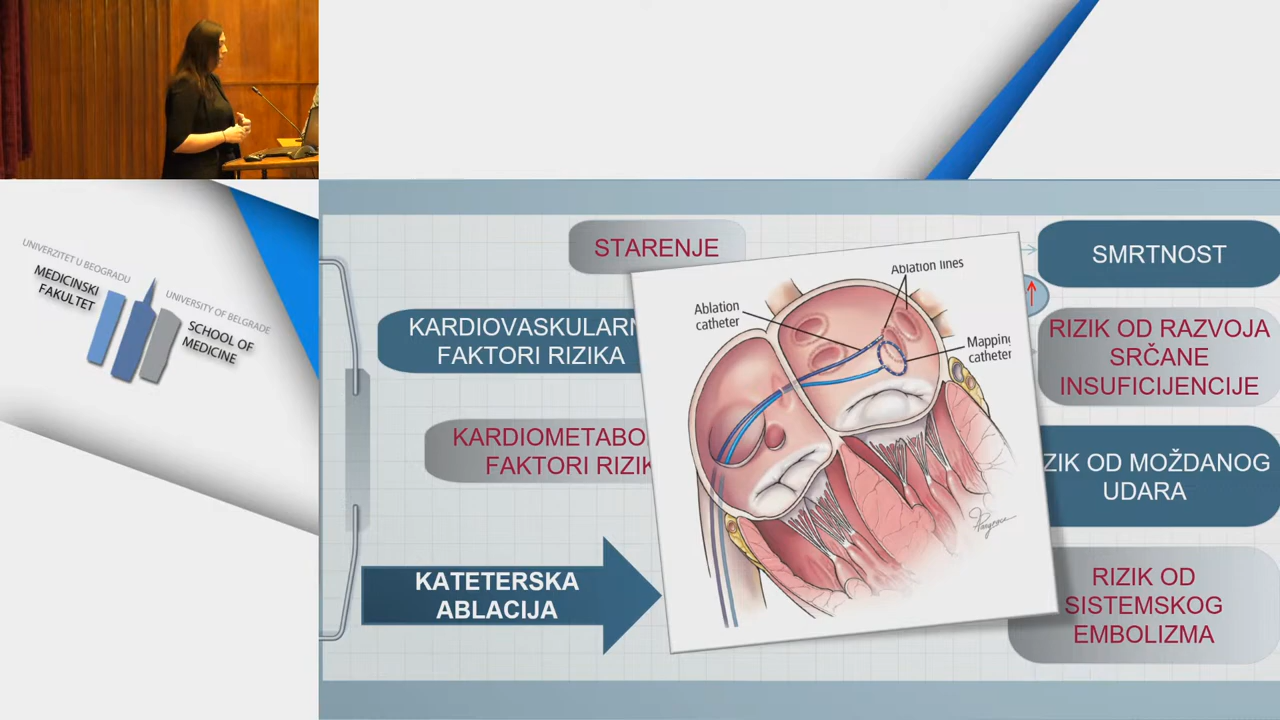 UNIVERZITET U BEOGRADU
MEDICINSKI
FAKULTET
UNIVERSITY OF BELGRADE
SCHOOL OF
MEDICINE
STARENJE
KARDIOVASKULARN
FAKTORI RIZIKA
KARDIOMETABO
FAKTORI RIZIK
KATETERSKA
ABLACIJA
Ablation lines
Ablation
catheter
Mapping
catheter
SMRTNOST
RIZIK OD RAZVOJA
SRČANE
INSUFICIJENCIJE
ZIK OD MOŽDANOG
UDARA
RIZIK OD
SISTEMSKOG
EMBOLIZMA